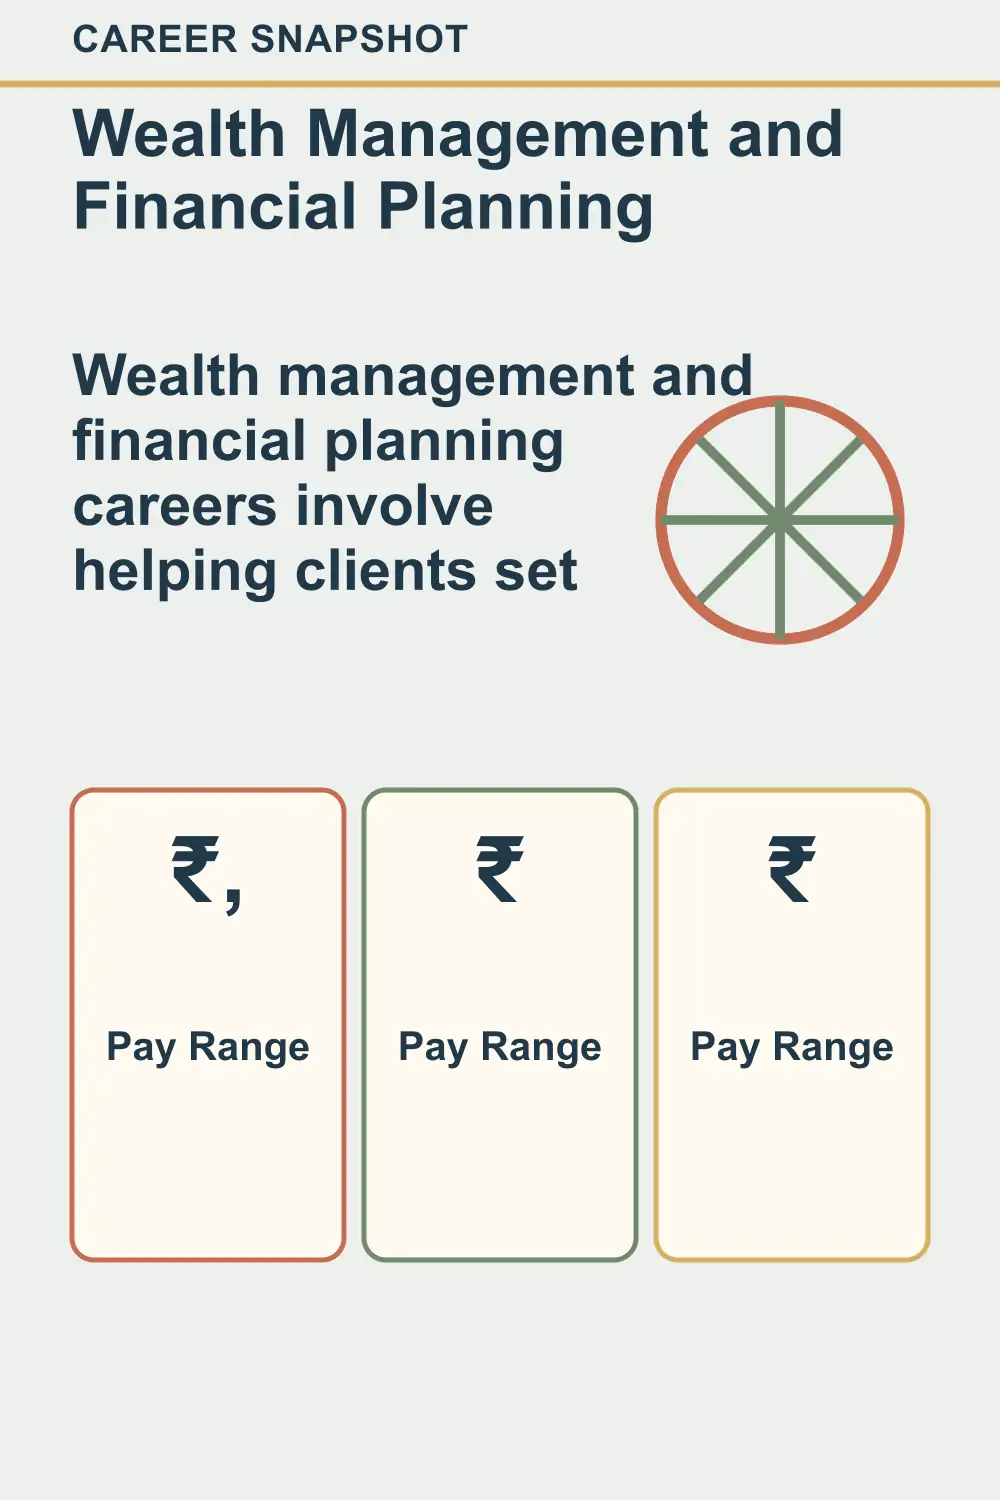 CAREER SNAPSHOT
Wealth Management and
Financial Planning
Wealth management and
financial planning
careers involve
helping clients set
₹,
Pay Range
₹
Pay Range
₹
Pay Range